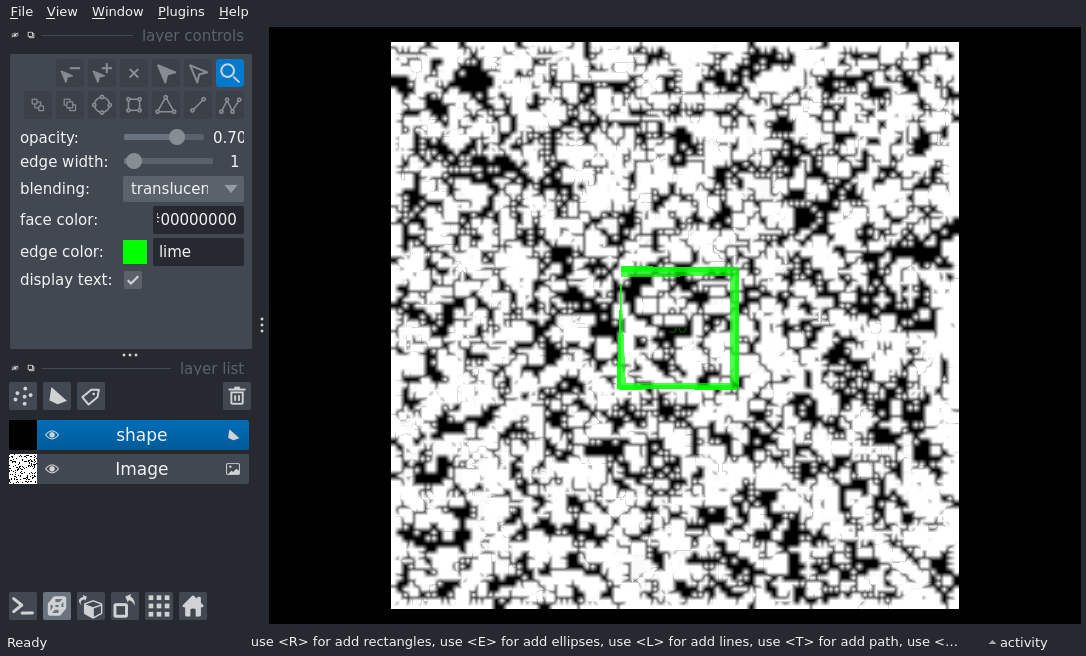 File View Window Plugins Help
layer controls
opacity: 0.70
edge width: 1
blending: translucen
face color: 00000000
edge color: lime
display text:
layer list
shape
Image
Ready
use <R> for add rectangles, use <E> for add ellipses, use <L> for add lines, use <T> for add path, use <...
activity